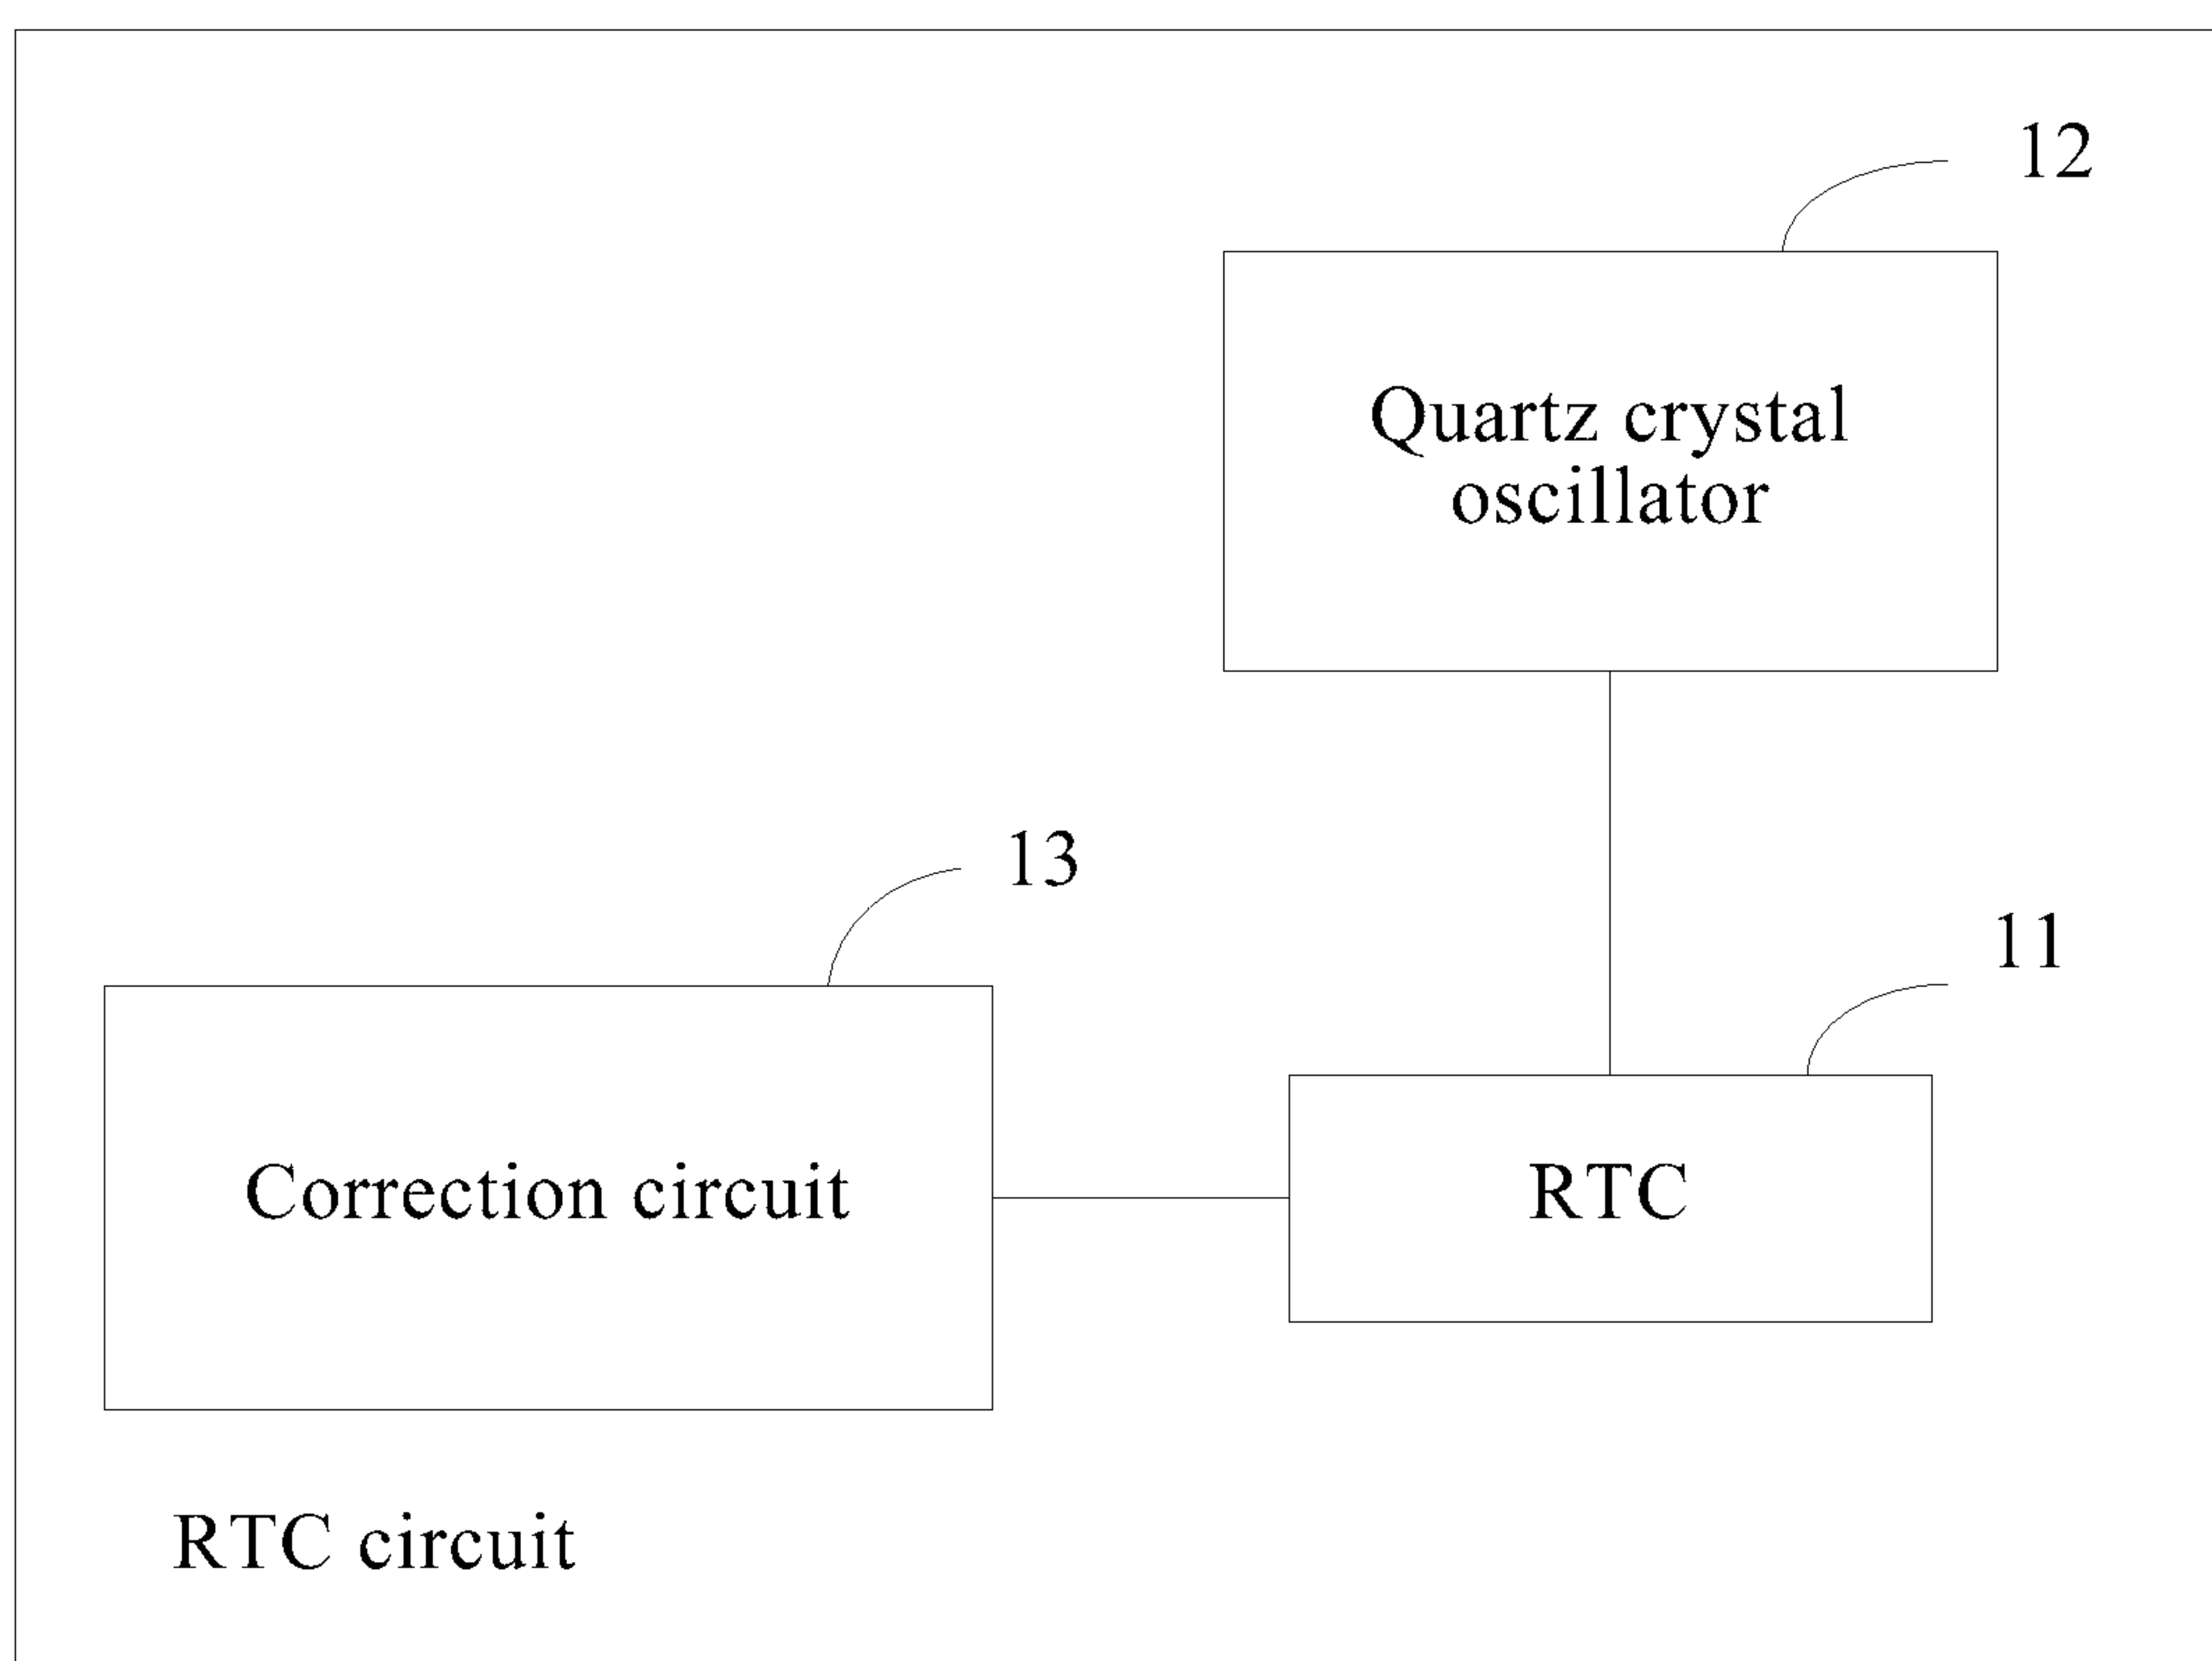 12
Quartz crystal
oscillator
13
11
Correction circuit
RTC
RTC circuit